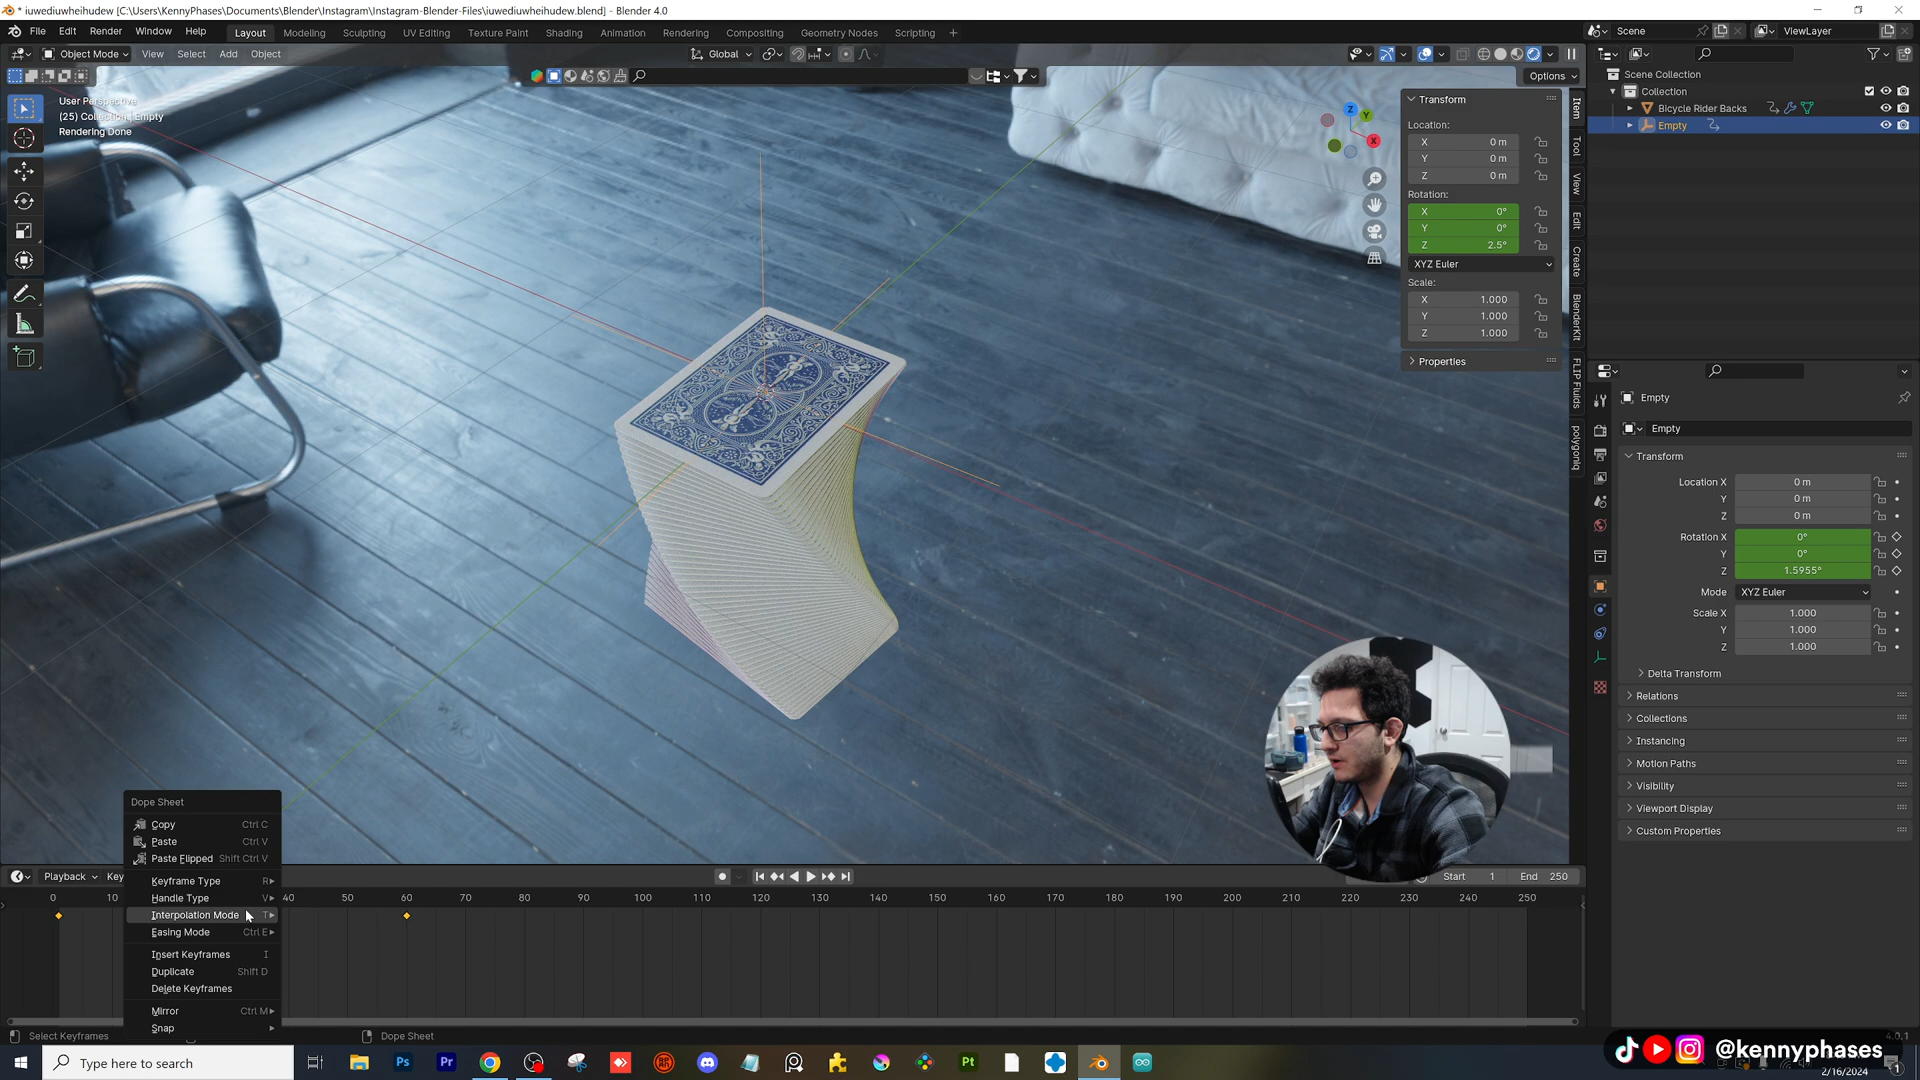 * iuwediuwheihudew [C:\Users\KennyPhases\Documents\Blender\Instagram\Instagram-Blender-Files\iuwediuwheihudew.blend] - Blender 4.0
File Edit Render Window Help Layout Modeling Sculpting UV Editing Texture Paint Shading Animation Rendering Compositing Geometry Nodes Scripting + Scene ViewLayer
Object Mode View Select Add Object Global
Options
User Perspective
(25) Collection | Empty
Rendering Done
Transform
Location:
X 0 m
Y 0 m
Z 0 m
Rotation:
X 0°
Y 0°
Z 2.5°
XYZ Euler
Scale:
X 1.000
Y 1.000
Z 1.000
Properties
Item
Tool
View
Edit
Create
BlenderKit
FLIP Fluids
polygoniq
Z
Y
X
Scene Collection
Collection
Bicycle Rider Backs
Empty
Empty
Empty
Transform
Location X 0 m
Y 0 m
Z 0 m
Rotation X 0°
Y 0°
Z 1.5955°
Mode XYZ Euler
Scale X 1.000
Y 1.000
Z 1.000
Delta Transform
Relations
Collections
Instancing
Motion Paths
Visibility
Viewport Display
Custom Properties
Dope Sheet
Copy Ctrl C
Paste Ctrl V
Paste Flipped Shift Ctrl V
Keyframe Type R
Handle Type V
Interpolation Mode T
Easing Mode Ctrl E
Insert Keyframes I
Duplicate Shift D
Delete Keyframes
Mirror Ctrl M
Snap
Playback Key Start 1 End 250
0 10 40 50 60 70 80 90 100 110 120 130 140 150 160 170 180 190 200 210 220 230 240 250
Select Keyframes Dope Sheet 4.0.1
Type here to search
Ps Pr Pt
@kennyphases
2/16/2024
1